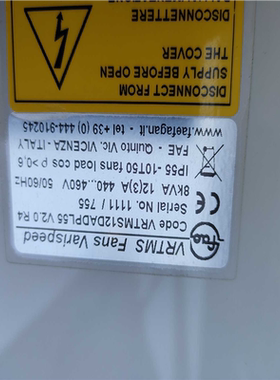 fae
VRTMS Fans Varispeed
Code VRTMS12DADPL55 V2.0 R4
Serial No. 1111 / 755
8kVA 12(3)A 440...460V 50/60Hz
IP55 -10T50 fans load cos p >0.6
FAE - Quinto Vic. VICENZA - ITALY
www.faefagan.it - tel +39 (0) 444-910245
DISCONNECT FROM
SUPPLY BEFORE OPEN
THE COVER
DISCONNETTERE